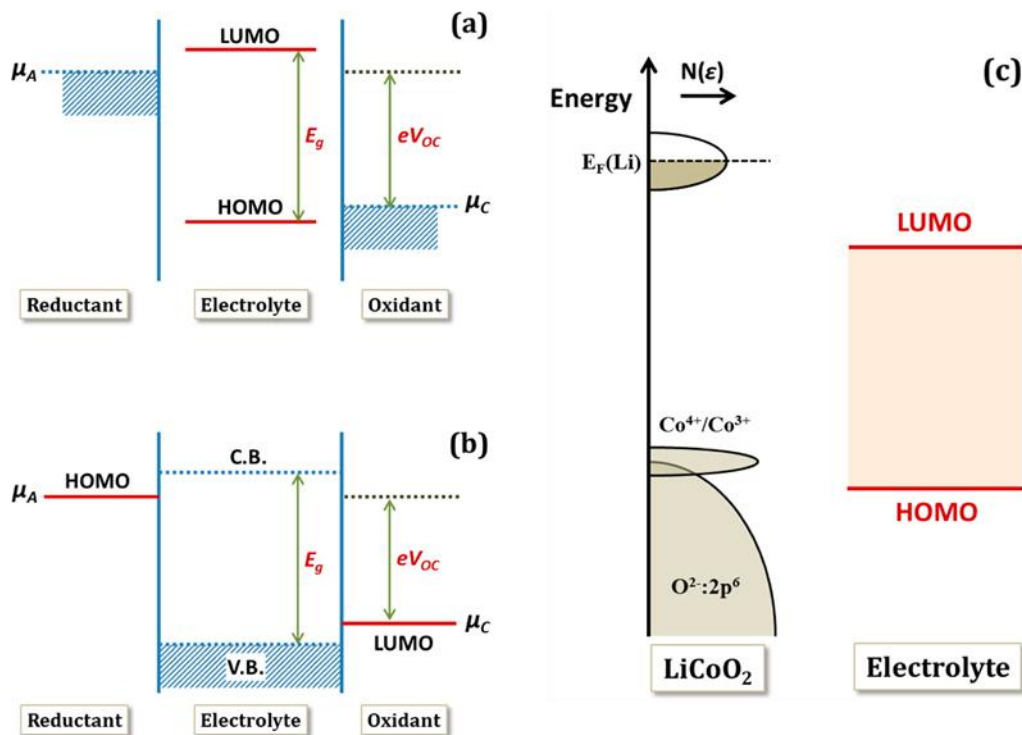 (a)
LUMO
μA
Eg
eVOC
HOMO
μC
Reductant
Electrolyte
Oxidant
(b)
C.B.
HOMO
μA
Eg
eVOC
μC
LUMO
V.B.
Reductant
Electrolyte
Oxidant
(c)
N(ε)
Energy
EF(Li)
LUMO
Co4+/Co3+
HOMO
O2-:2p6
LiCoO2
Electrolyte